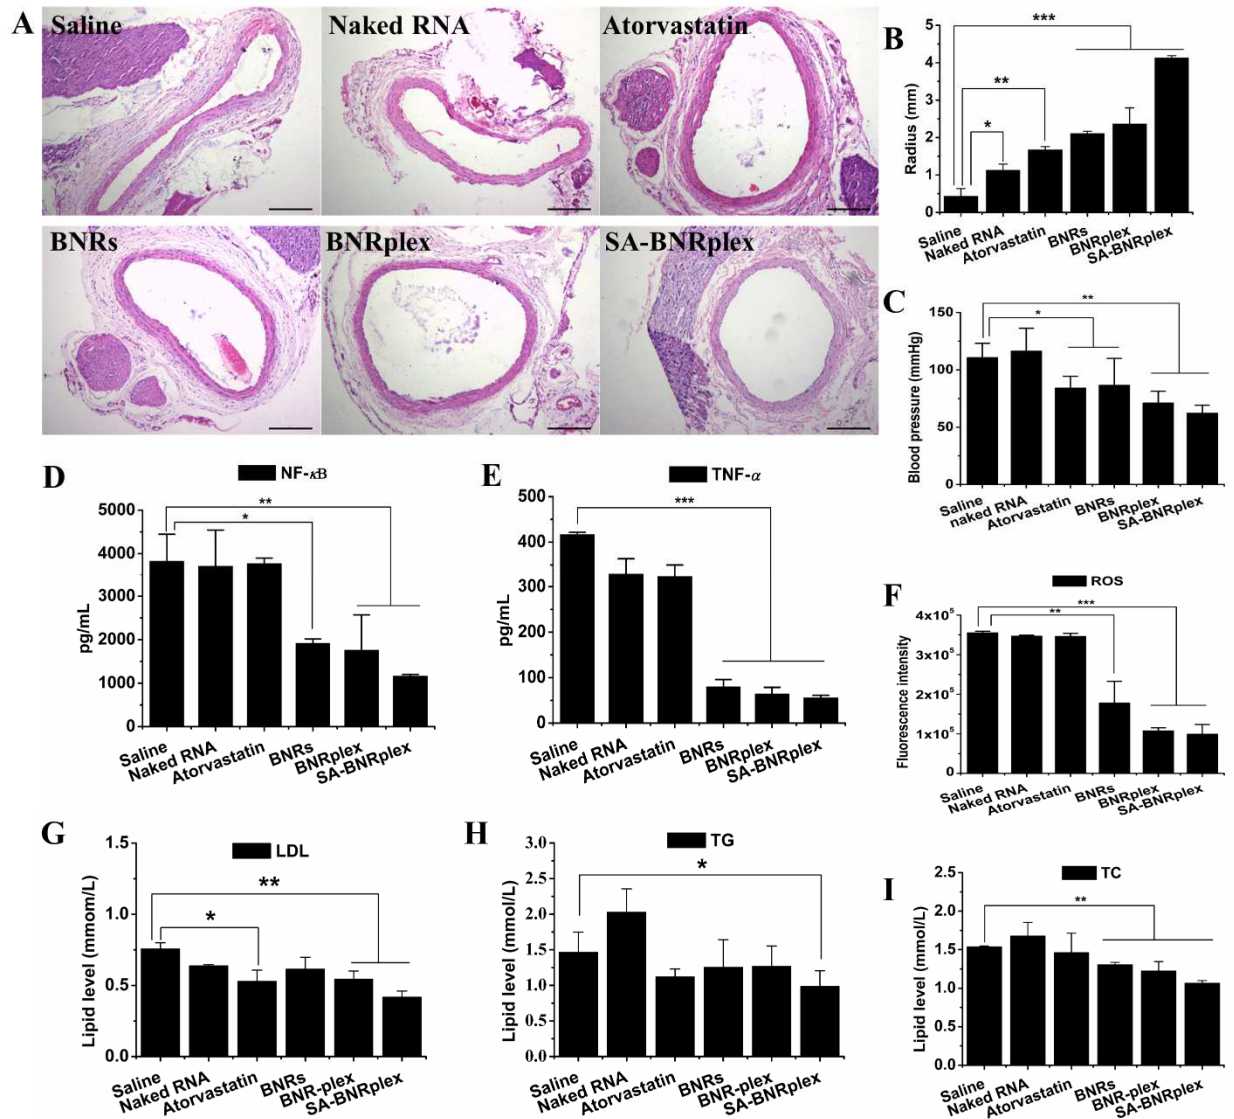 A
Saline
Naked RNA
Atorvastatin
BNRs
BNRplex
SA-BNRplex
B
Radius (mm)
5
4
3
2
1
0
***
**
*
Saline
Naked RNA
Atorvastatin
BNRs
BNRplex
SA-BNRplex
C
Blood pressure (mmHg)
150
100
50
0
**
*
Saline
naked RNA
Atorvastatin
BNRs
BNRplex
SA-BNRplex
D
NF-κB
pg/mL
5000
4000
3000
2000
1000
0
**
*
Saline
Naked RNA
Atorvastatin
BNRs
BNRplex
SA-BNRplex
E
TNF-α
pg/mL
500
400
300
200
100
0
***
Saline
Naked RNA
Atorvastatin
BNRs
BNRplex
SA-BNRplex
F
ROS
Fluorescence intensity
4x10⁵
3x10⁵
2x10⁵
1x10⁵
0
***
**
Saline
Naked RNA
Atorvastatin
BNRs
BNRplex
SA-BNRplex
G
LDL
Lipid level (mmom/L)
1.5
1.0
0.5
0.0
**
*
Saline
Naked RNA
Atorvastatin
BNRs
BNR-plex
SA-BNRplex
H
TG
Lipid level (mmol/L)
3.0
2.5
2.0
1.5
1.0
0.5
0.0
*
Saline
Naked RNA
Atorvastatin
BNRs
BNR-plex
SA-BNRplex
I
TC
Lipid level (mmol/L)
2.5
2.0
1.5
1.0
0.5
0.0
**
Saline
Naked RNA
Atorvastatin
BNRs
BNR-plex
SA-BNRplex